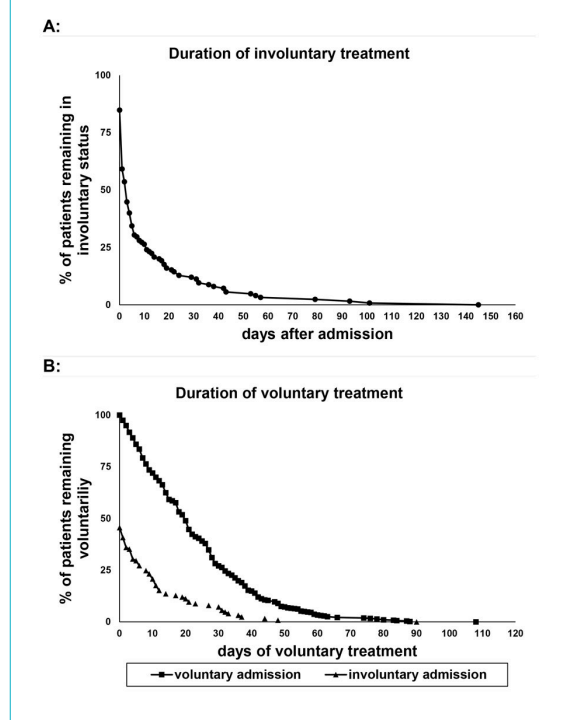 A:
Duration of involuntary treatment
% of patients remaining in
involuntary status
100
75
50
25
0
0 10 20 30 40 50 60 70 80 90 100 110 120 130 140 150 160
days after admission
B:
Duration of voluntary treatment
% of patients remaining
voluntariliy
100
75
50
25
0
0 10 20 30 40 50 60 70 80 90 100 110 120
days of voluntary treatment
voluntary admission involuntary admission